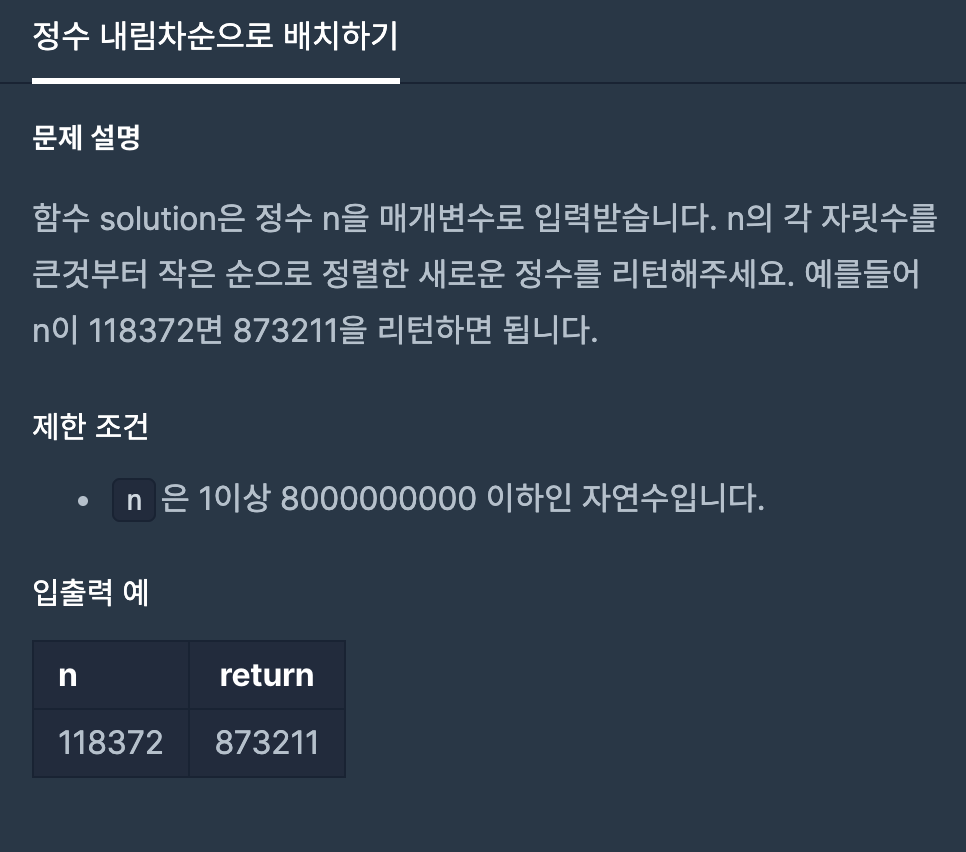 정수 내림차순으로 배치하기
문제 설명
함수 solution은 정수 n을 매개변수로 입력받습니다. n의 각 자릿수를
큰것부터 작은 순으로 정렬한 새로운 정수를 리턴해주세요. 예를들어
n이 118372면 873211을 리턴하면 됩니다.
제한 조건
• n 은 1이상 8000000000 이하인 자연수입니다.
입출력 예
n return
118372 873211